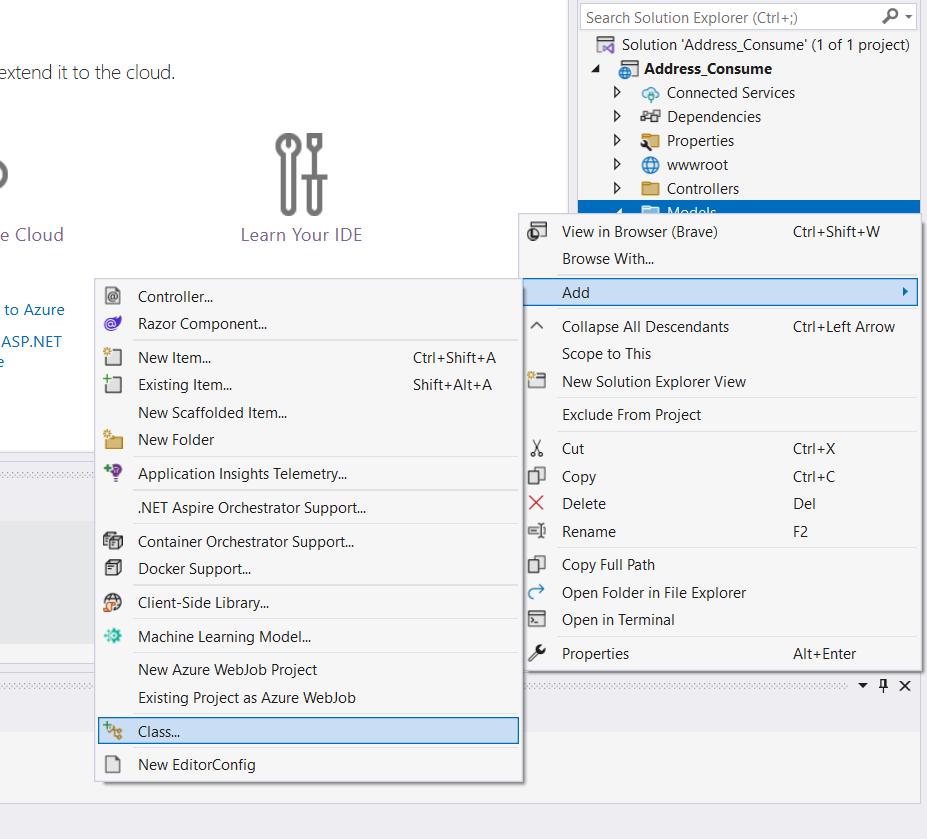 extend it to the cloud.
e Cloud
Learn Your IDE
to Azure
ASP.NET
e
Search Solution Explorer (Ctrl+;)
Solution 'Address_Consume' (1 of 1 project)
Address_Consume
Connected Services
Dependencies
Properties
wwwroot
Controllers
Models
View in Browser (Brave) Ctrl+Shift+W
Browse With...
Add
Collapse All Descendants Ctrl+Left Arrow
Scope to This
New Solution Explorer View
Exclude From Project
Cut Ctrl+X
Copy Ctrl+C
Delete Del
Rename F2
Copy Full Path
Open Folder in File Explorer
Open in Terminal
Properties Alt+Enter
Controller...
Razor Component...
New Item... Ctrl+Shift+A
Existing Item... Shift+Alt+A
New Scaffolded Item...
New Folder
Application Insights Telemetry...
.NET Aspire Orchestrator Support...
Container Orchestrator Support...
Docker Support...
Client-Side Library...
Machine Learning Model...
New Azure WebJob Project
Existing Project as Azure WebJob
Class...
New EditorConfig